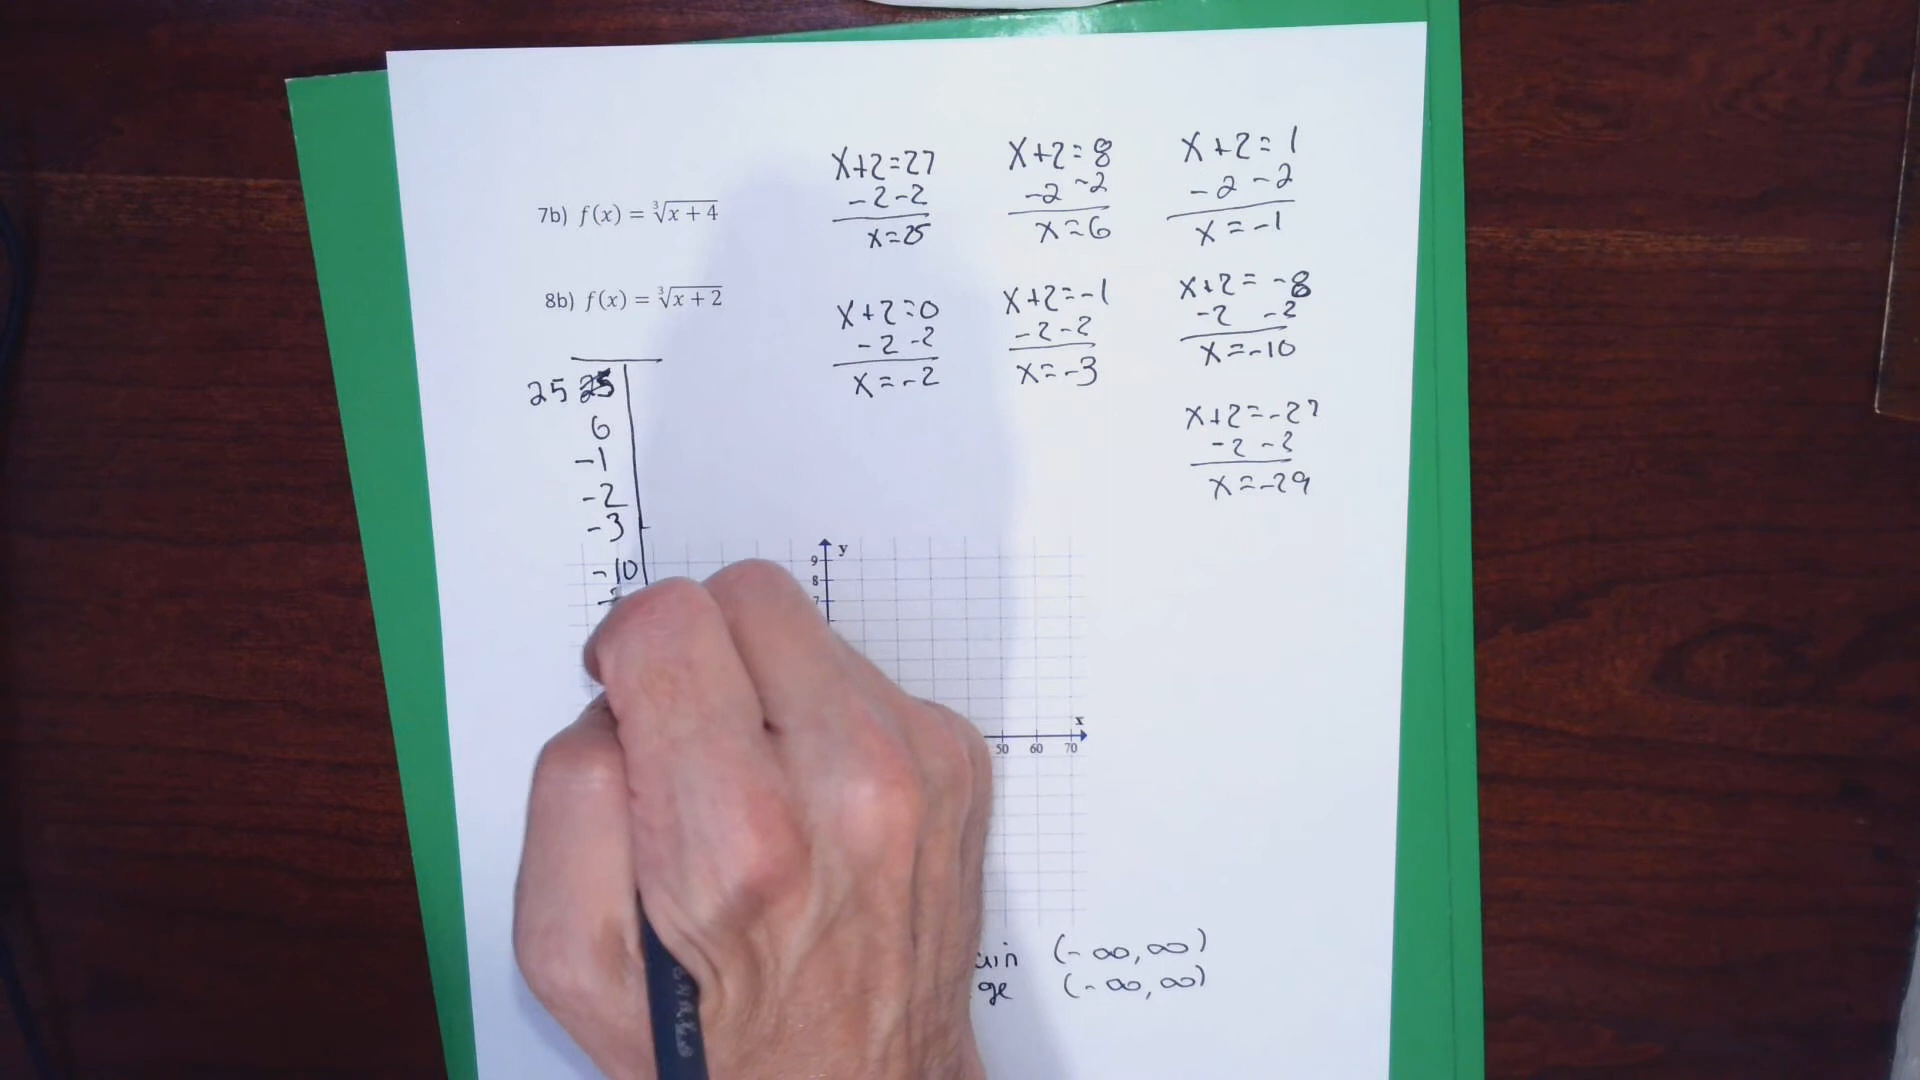 x+2=27
-2-2
x=25
x+2=8
-2 -2
x=6
x+2=1
-2 -2
x=-1
7b) f(x) = ∛(x + 4)
8b) f(x) = ∛(x + 2)
x+2=0
-2 -2
x=-2
x+2=-1
-2-2
x=-3
x+2=-8
-2 -2
x=-10
x+2=-27
-2 -2
x=-29
25 25
6
-1
-2
-3
-10
y
9
8
7
x
50 60 70
(-∞,∞)
(-∞,∞)